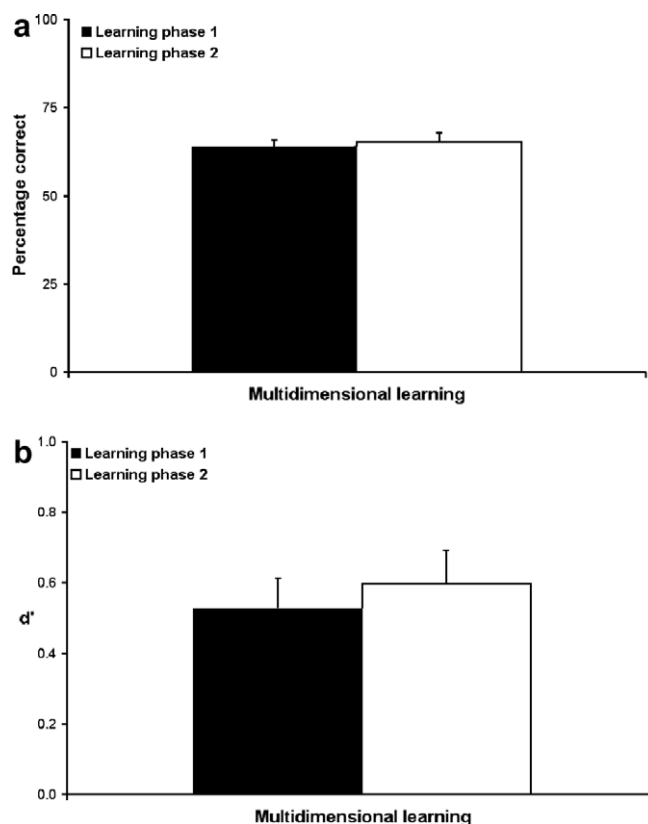 a
100
Learning phase 1
Learning phase 2
75
Percentage correct
50
25
0
Multidimensional learning
b
1.0
Learning phase 1
Learning phase 2
0.8
0.6
d'
0.4
0.2
0.0
Multidimensional learning